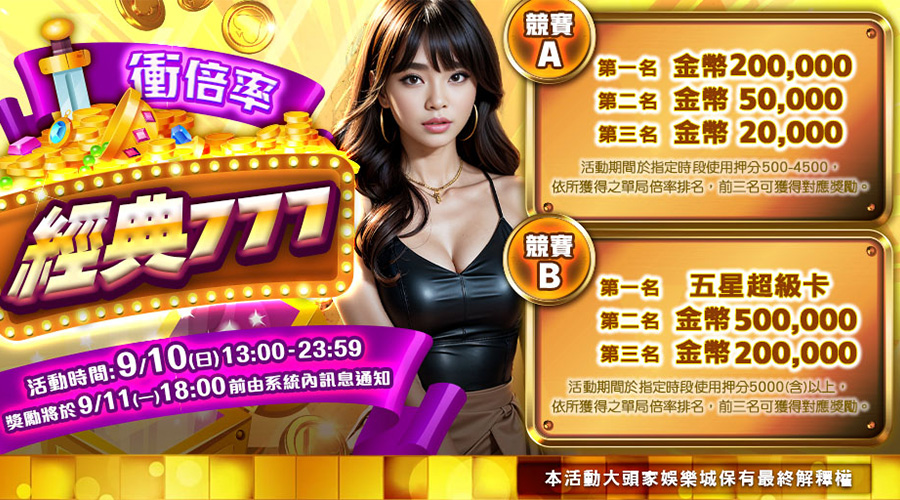 衝倍率
經典777
活動時間:9/10(日)13:00-23:59
獎勵將於9/11(一)18:00前由系統內訊息通知
競賽
A
第一名 金幣200,000
第二名 金幣 50,000
第三名 金幣 20,000
活動期間於指定時段使用押分500-4500，
依所獲得之單局倍率排名，前三名可獲得對應獎勵。
競賽
B
第一名 五星超級卡
第二名 金幣500,000
第三名 金幣200,000
活動期間於指定時段使用押分5000(含)以上，
依所獲得之單局倍率排名，前三名可獲得對應獎勵。
本活動大頭家娛樂城保有最終解釋權